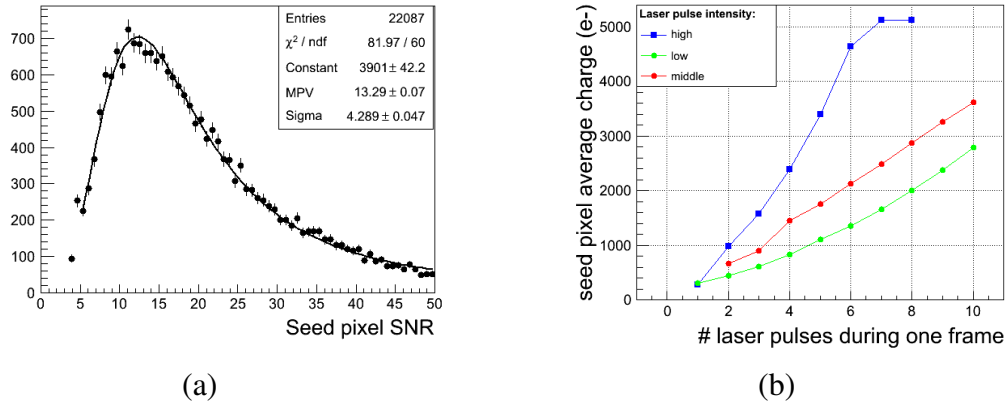 Entries 22087
χ² / ndf 81.97 / 60
Constant 3901 ± 42.2
MPV 13.29 ± 0.07
Sigma 4.289 ± 0.047
700
600
500
400
300
200
100
0
0 5 10 15 20 25 30 35 40 45 50
Seed pixel SNR
(a)
seed pixel average charge (e-)
Laser pulse intensity:
high
low
middle
5000
4000
3000
2000
1000
0
0 2 4 6 8 10
# laser pulses during one frame
(b)